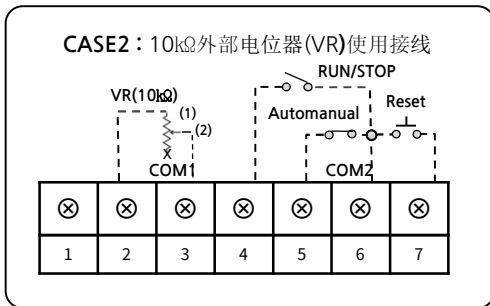 CASE2：10kΩ外部电位器(VR)使用接线
RUN/STOP
VR(10kΩ)
Automanual
Reset
(1)
(2)
X
COM1
COM2
1 2 3 4 5 6 7